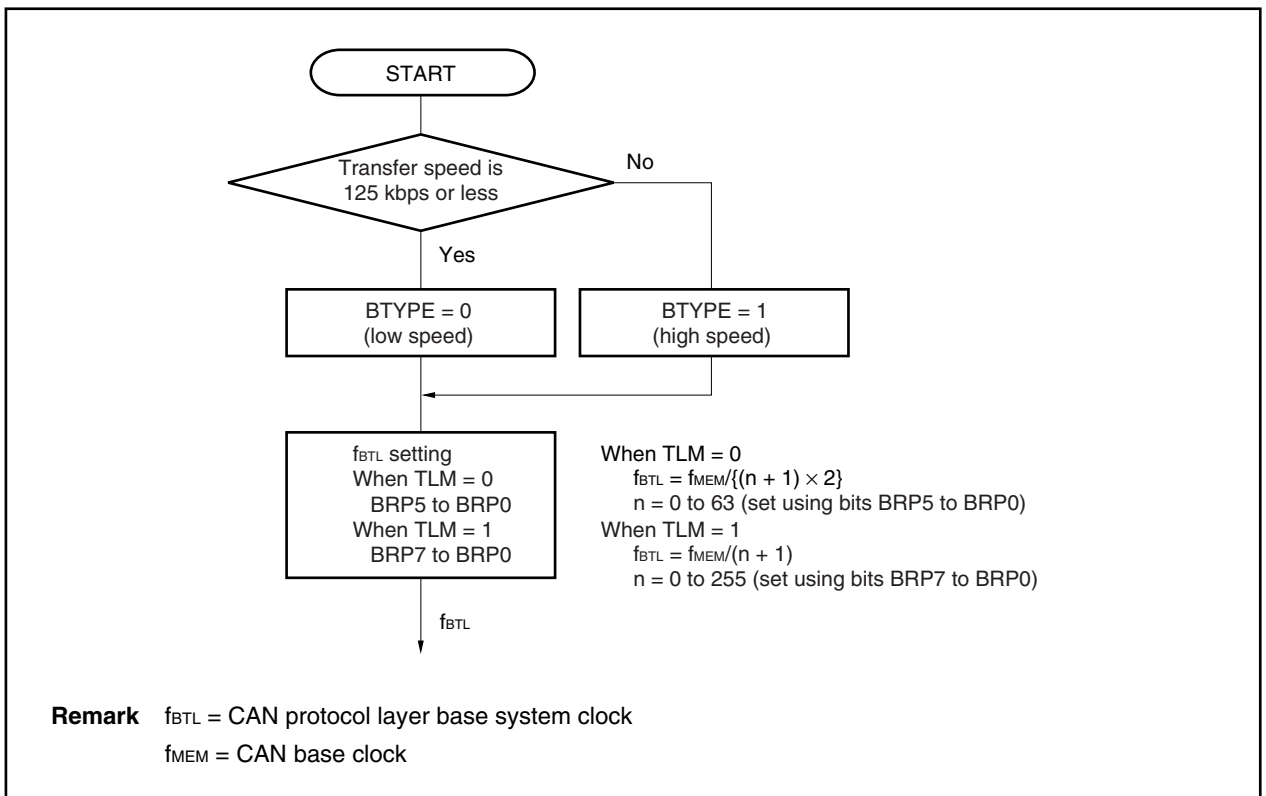 START
Transfer speed is
125 kbps or less
No
Yes
BTYPE = 0
(low speed)
BTYPE = 1
(high speed)
fBTL setting
When TLM = 0
BRP5 to BRP0
When TLM = 1
BRP7 to BRP0
When TLM = 0
fBTL = fMEM/{(n + 1) × 2}
n = 0 to 63 (set using bits BRP5 to BRP0)
When TLM = 1
fBTL = fMEM/(n + 1)
n = 0 to 255 (set using bits BRP7 to BRP0)
fBTL
Remark fBTL = CAN protocol layer base system clock
fMEM = CAN base clock